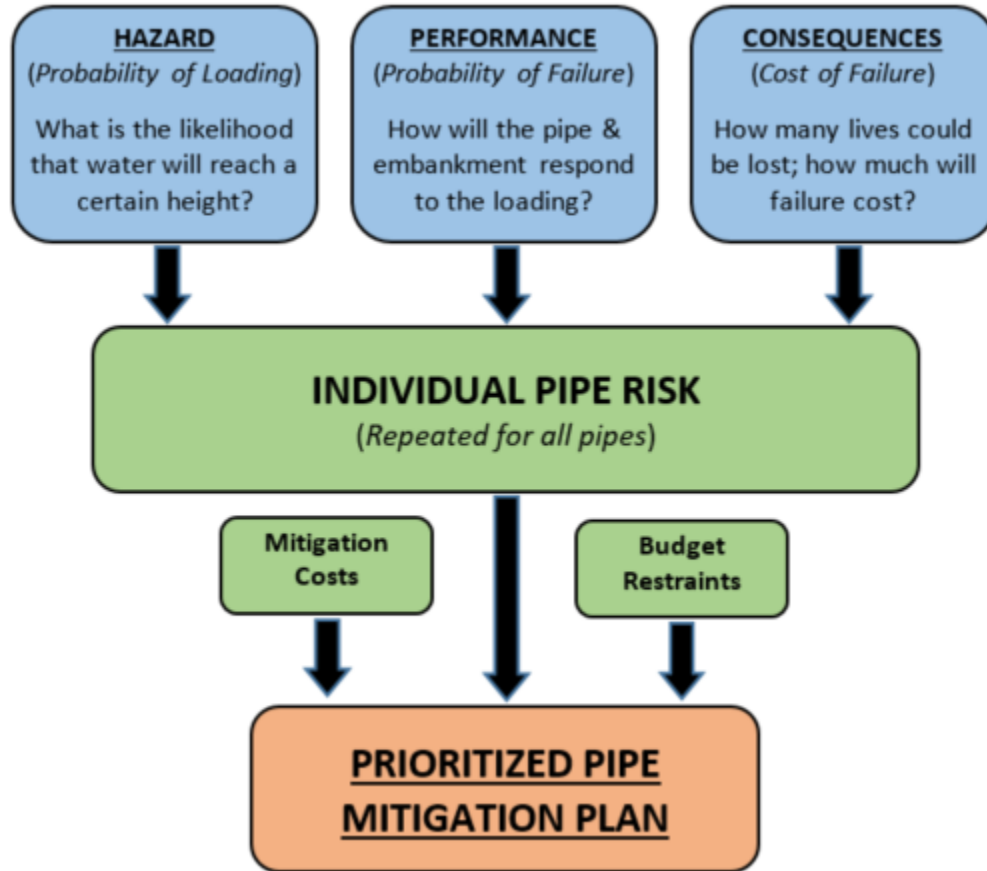 HAZARD
(Probability of Loading)
What is the likelihood
that water will reach a
certain height?
PERFORMANCE
(Probability of Failure)
How will the pipe &
embankment respond
to the loading?
CONSEQUENCES
(Cost of Failure)
How many lives could
be lost; how much will
failure cost?
INDIVIDUAL PIPE RISK
(Repeated for all pipes)
Mitigation
Costs
Budget
Restraints
PRIORITIZED PIPE
MITIGATION PLAN